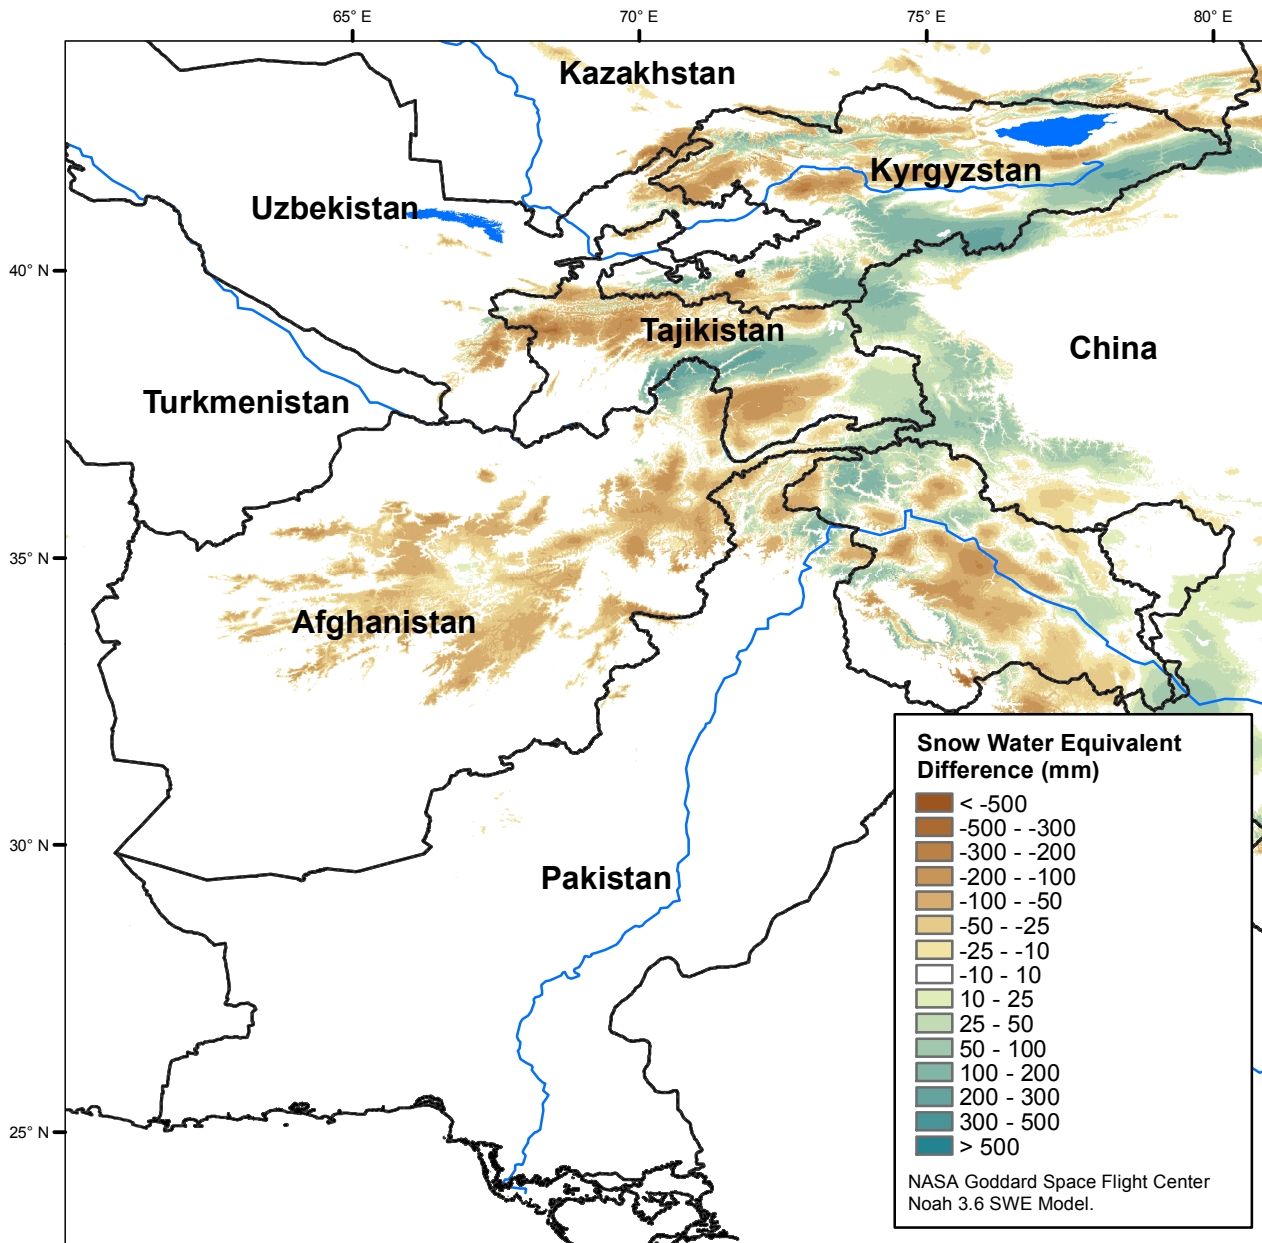 65° E
70° E
75° E
80° E
Kazakhstan
Kyrgyzstan
Uzbekistan
40° N
Tajikistan
China
Turkmenistan
35° N
Afghanistan
30° N
Pakistan
25° N
Snow Water Equivalent
Difference (mm)
< -500
-500 - -300
-300 - -200
-200 - -100
-100 - -50
-50 - -25
-25 - -10
-10 - 10
10 - 25
25 - 50
50 - 100
100 - 200
200 - 300
300 - 500
> 500
NASA Goddard Space Flight Center
Noah 3.6 SWE Model.